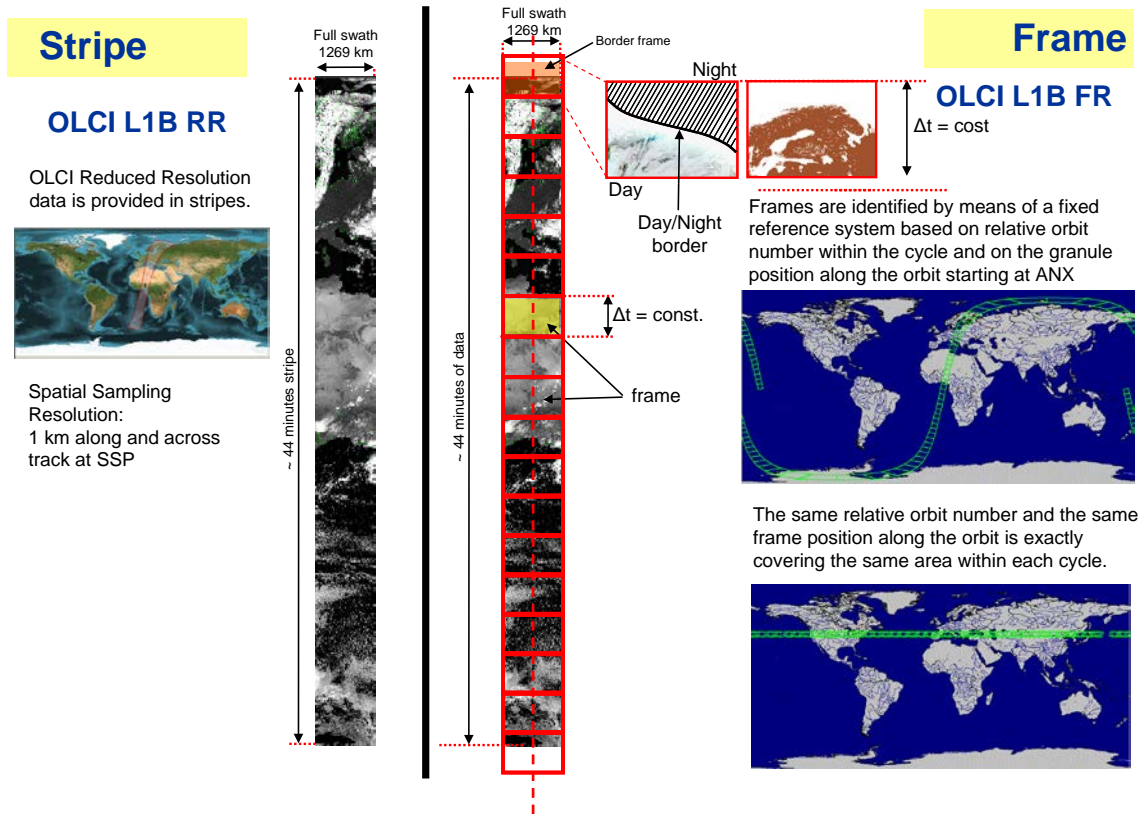 Stripe
Full swath
1269 km
OLCI L1B RR
OLCI Reduced Resolution
data is provided in stripes.
Spatial Sampling
Resolution:
1 km along and across
track at SSP
~ 44 minutes stripe
Full swath
1269 km
Border frame
~ 44 minutes of data
Night
Day
Day/Night
border
Δt = const.
frame
Frame
OLCI L1B FR
Δt = cost
Frames are identified by means of a fixed
reference system based on relative orbit
number within the cycle and on the granule
position along the orbit starting at ANX
The same relative orbit number and the same
frame position along the orbit is exactly
covering the same area within each cycle.